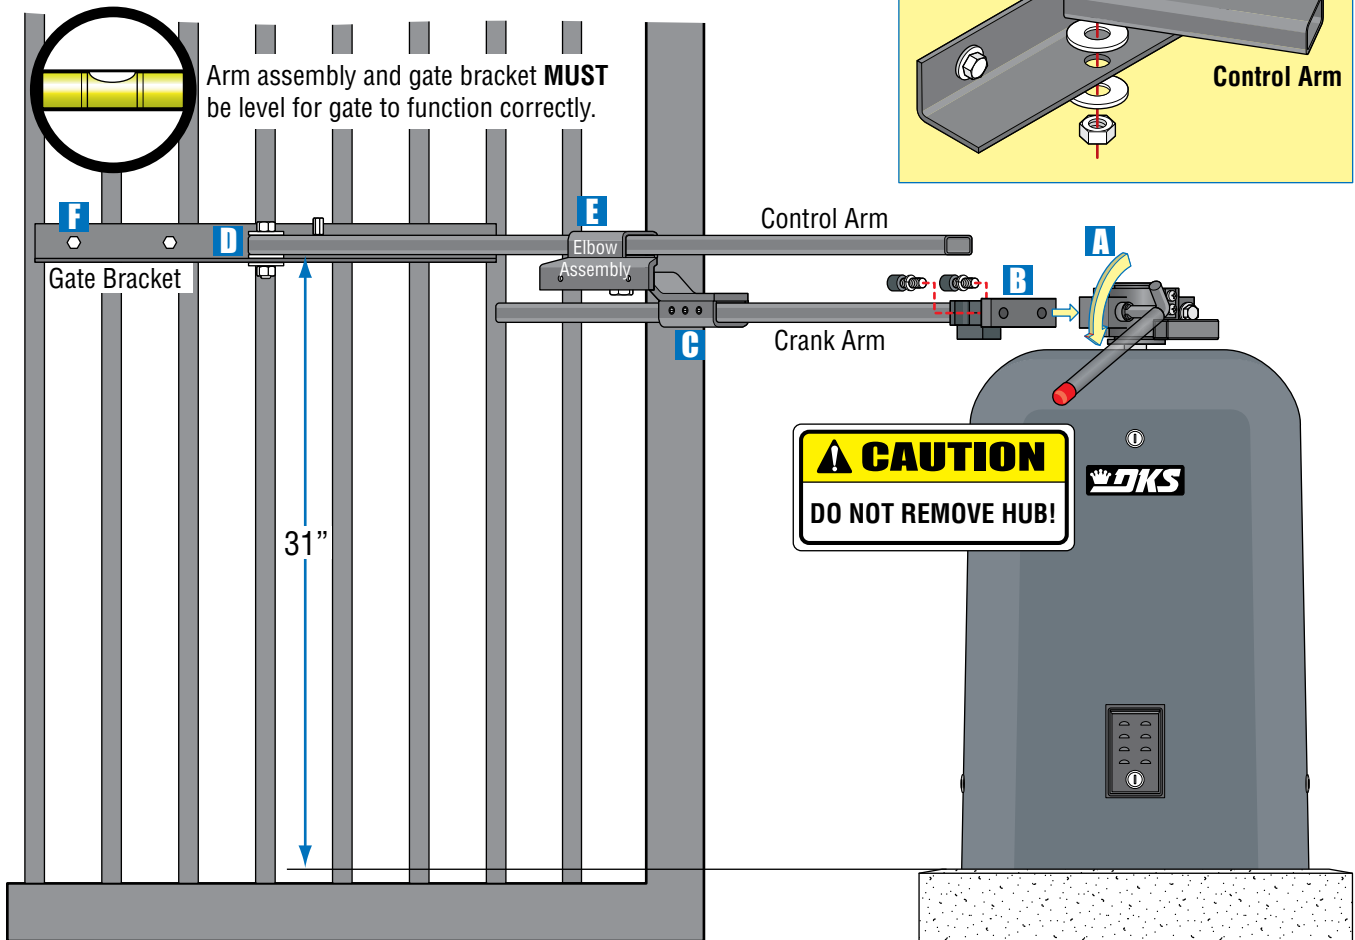 Arm assembly and gate bracket MUST
be level for gate to function correctly.
Control Arm
F
D
E
Elbow
Assembly
Gate Bracket
Control Arm
A
B
C
Crank Arm
CAUTION
DO NOT REMOVE HUB!
DKS
31”